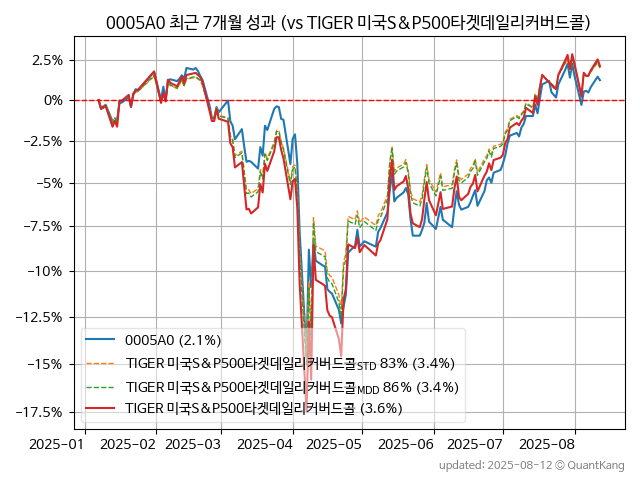 0005A0 최근 7개월 성과 (vs TIGER 미국S&P500타겟데일리커버드콜)
2.5%
0%
−2.5%
−5%
−7.5%
−10%
−12.5%
−15%
−17.5%
0005A0 (2.1%)
TIGER 미국S&P500타겟데일리커버드콜STD 83% (3.4%)
TIGER 미국S&P500타겟데일리커버드콜MDD 86% (3.4%)
TIGER 미국S&P500타겟데일리커버드콜 (3.6%)
2025-01 2025-02 2025-03 2025-04 2025-05 2025-06 2025-07 2025-08
updated: 2025-08-12 © QuantKang